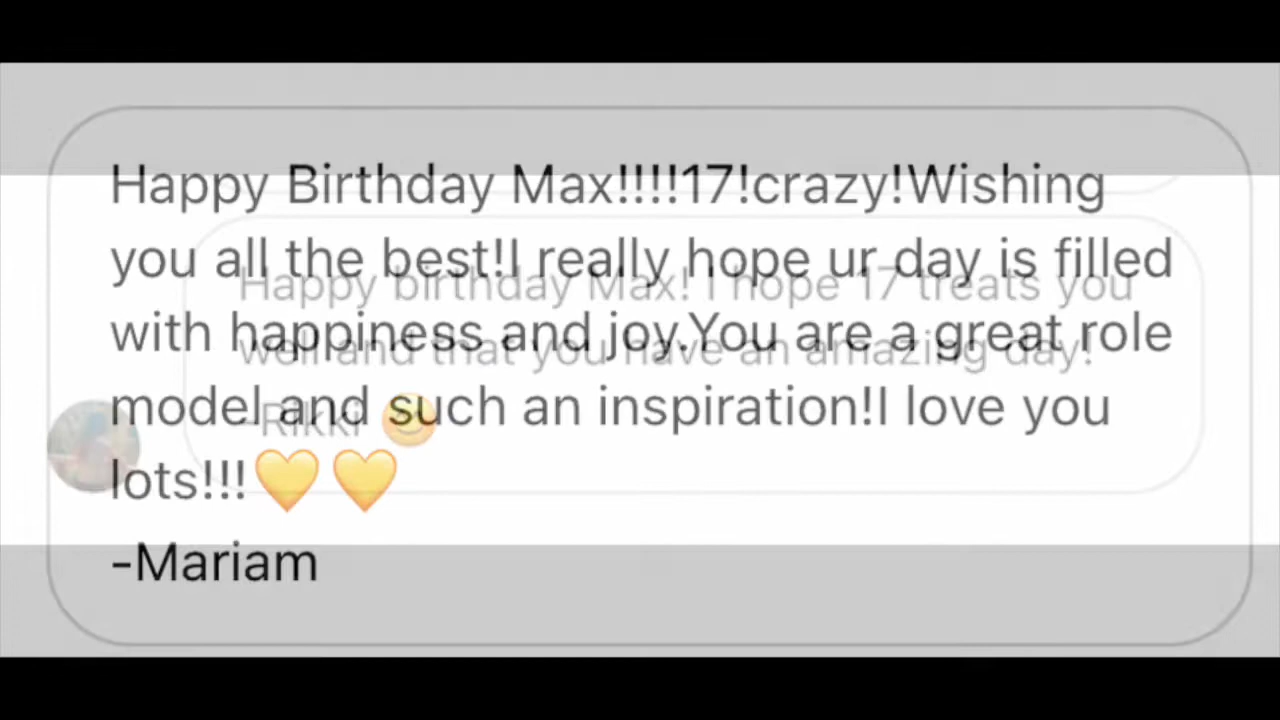 Happy Birthday Max!!!!17!crazy!Wishing
you all the best!I really hope ur day is filled
with happiness and joy.You are a great role
model and such an inspiration!I love you
lots!!!💛 💛
-Mariam
Happy birthday Max! I hope 17 treats you
well and that you have an amazing day!
-Rikki 😊